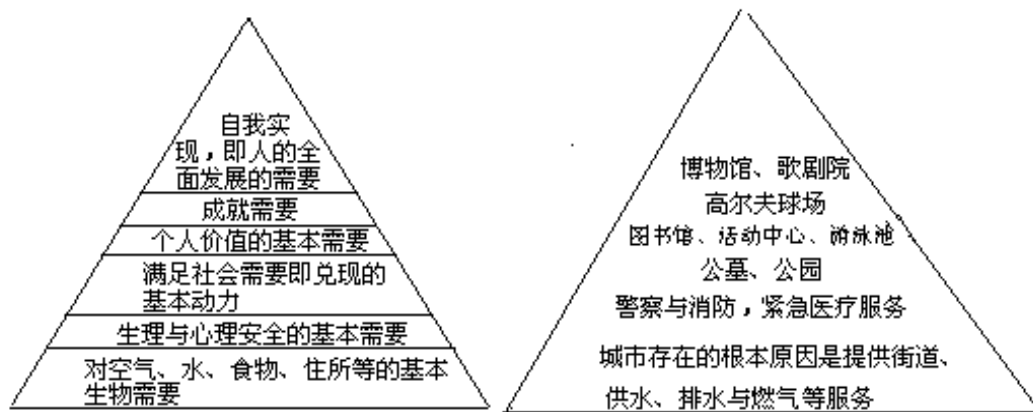 自我实
现，即人的全
面发展的需要
成就需要
个人价值的基本需要
满足社会需要即兑现的
基本动力
生理与心理安全的基本需要
对空气、水、食物、住所等的基本
生物需要
博物馆、歌剧院
高尔夫球场
图书馆、活动中心、游泳池
公墓、公园
警察与消防，紧急医疗服务
城市存在的根本原因是提供街道、
供水、排水与燃气等服务